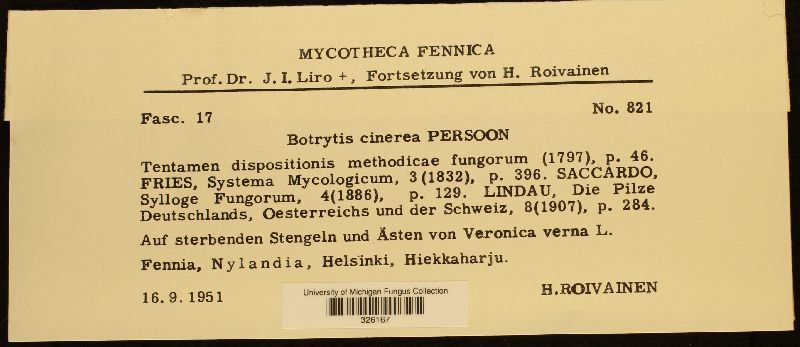 MYCOTHECA FENNICA
Prof. Dr. J. I. Liro +, Fortsetzung von H. Roivainen
Fasc. 17
No. 821
Botrytis cinerea PERSOON
Tentamen dispositionis methodicae fungorum (1797), p. 46.
FRIES, Systema Mycologicum, 3 (1832), p. 396. SACCARDO,
Sylloge Fungorum, 4(1886), p. 129. LINDAU, Die Pilze
Deutschlands, Oesterreichs und der Schweiz, 8(1907), p. 284.
Auf sterbenden Stengeln und Ästen von Veronica verna L.
Fennia, Nylandia, Helsinki, Hiekkaharju.
16. 9. 1951
H. ROIVAINEN
University of Michigan Fungus Collection
326167